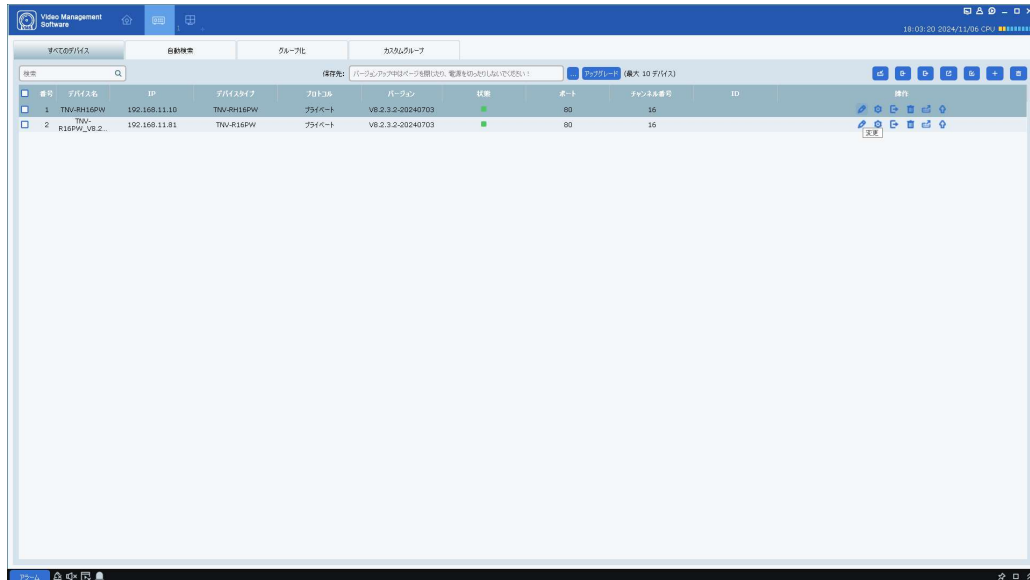 Video Management
Software
18:03:20 2024/11/06 CPU
すべてのデバイス 自動検索 グループ化 カスタムグループ
検索 保存先: バージョンアップ中はページを閉じたり、電源を切ったりしないでください! ... アップグレード (最大 10 デバイス)
番号 デバイス名 IP デバイスタイプ プロトコル バージョン 状態 ポート チャンネル番号 ID 操作
1 TNV-RH16PW 192.168.11.10 TNV-RH16PW プライベート V8.2.3.2-20240703 80 16
2 TNV-R16PW_V8.2... 192.168.11.81 TNV-R16PW プライベート V8.2.3.2-20240703 80 16
変更
アラーム